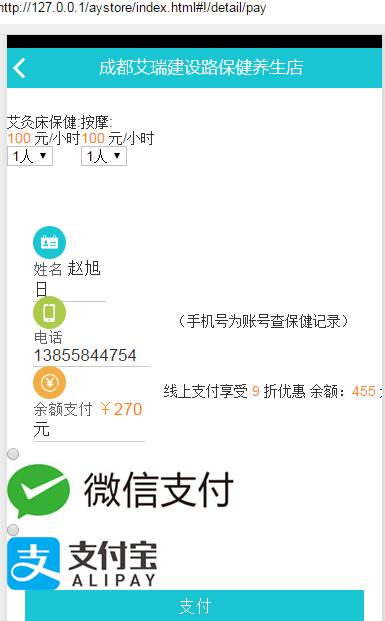 http://127.0.0.1/aystore/index.html#!/detail/pay
成都艾瑞建设路保健养生店
艾灸床保健:按摩:
100 元/小时100 元/小时
1人 1人
姓名 赵旭
日
（手机号为账号查保健记录）
电话
13855844754
线上支付享受 9 折优惠 余额：455
余额支付 ￥270
元
微信支付
支 支付宝
ALIPAY
支付